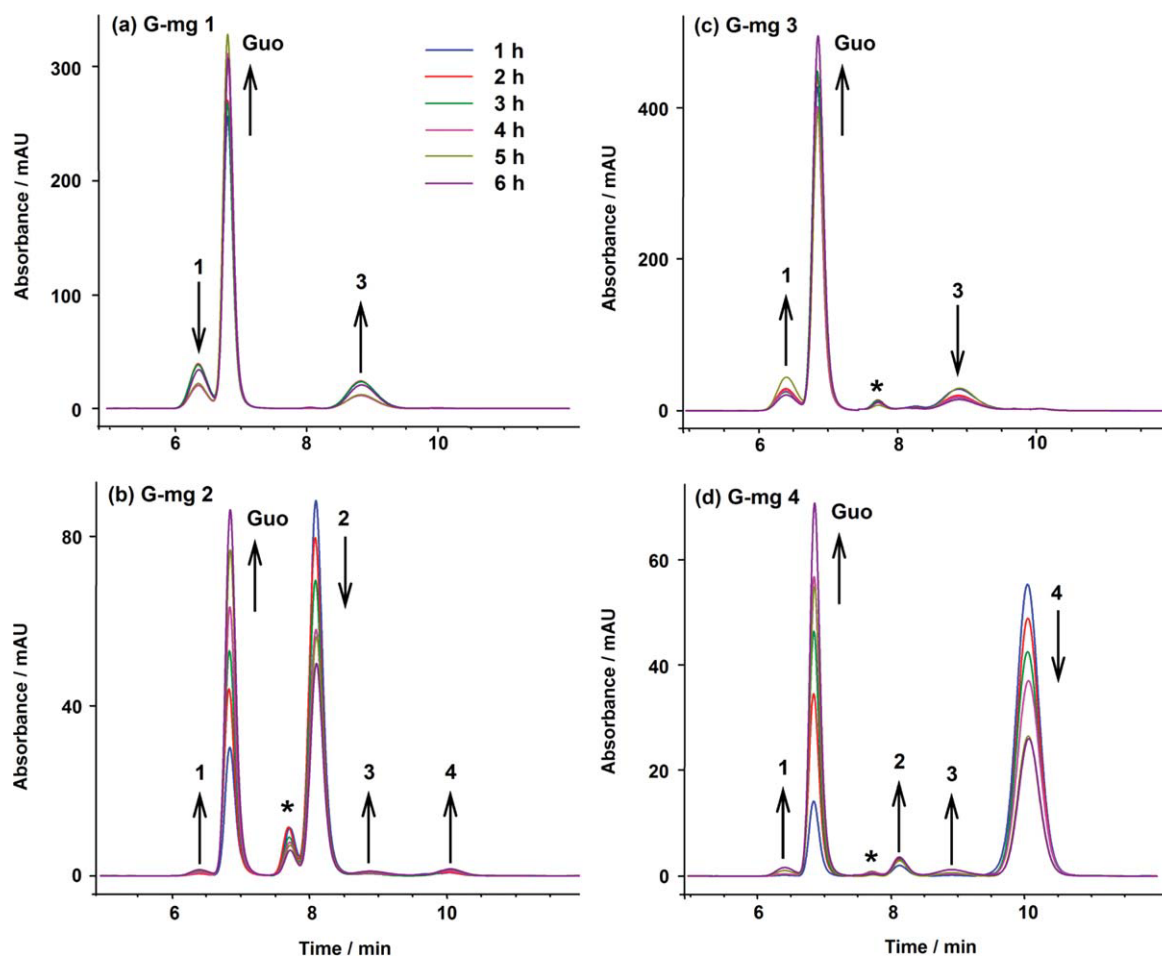 (a) G-mg 1
Guo
1 h
2 h
3 h
4 h
5 h
6 h
1
3
300
200
100
0
Absorbance / mAU
6
8
10
(c) G-mg 3
Guo
1
*
3
400
200
0
Absorbance / mAU
6
8
10
(b) G-mg 2
Guo
2
1
*
3
4
80
40
0
Absorbance / mAU
6
8
10
Time / min
(d) G-mg 4
Guo
4
1
*
2
3
60
40
20
0
Absorbance / mAU
6
8
10
Time / min